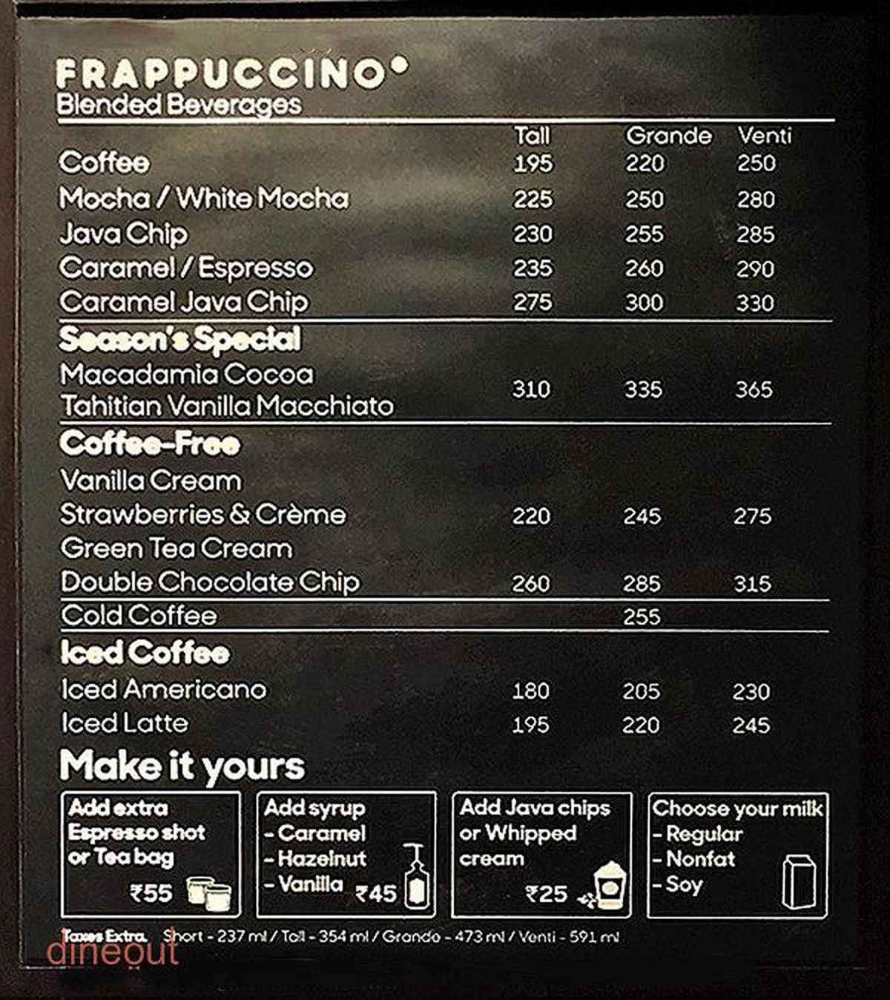 FRAPPUCCINO
Blended Beverages
Tall Grande Venti
Coffee 195 220 250
Mocha / White Mocha 225 250 280
Java Chip 230 255 285
Caramel / Espresso 235 260 290
Caramel Java Chip 275 300 330
Season's Special
Macadamia Cocoa
310 335 365
Tahitian Vanilla Macchiato
Coffee-Free
Vanilla Cream
Strawberries & Crème 220 245 275
Green Tea Cream
Double Chocolate Chip 260 285 315
Cold Coffee 255
Iced Coffee
Iced Americano 180 205 230
Iced Latte 195 220 245
Make it yours
Add extra
Espresso shot
or Tea bag
₹55
Add syrup
- Caramel
- Hazelnut
- Vanilla ₹45
Add Java chips
or Whipped
cream
₹25
Choose your milk
- Regular
- Nonfat
- Soy
Taxes Extra. Short - 237 ml / Tall - 354 ml / Grande - 473 ml / Venti - 591 ml
dineout